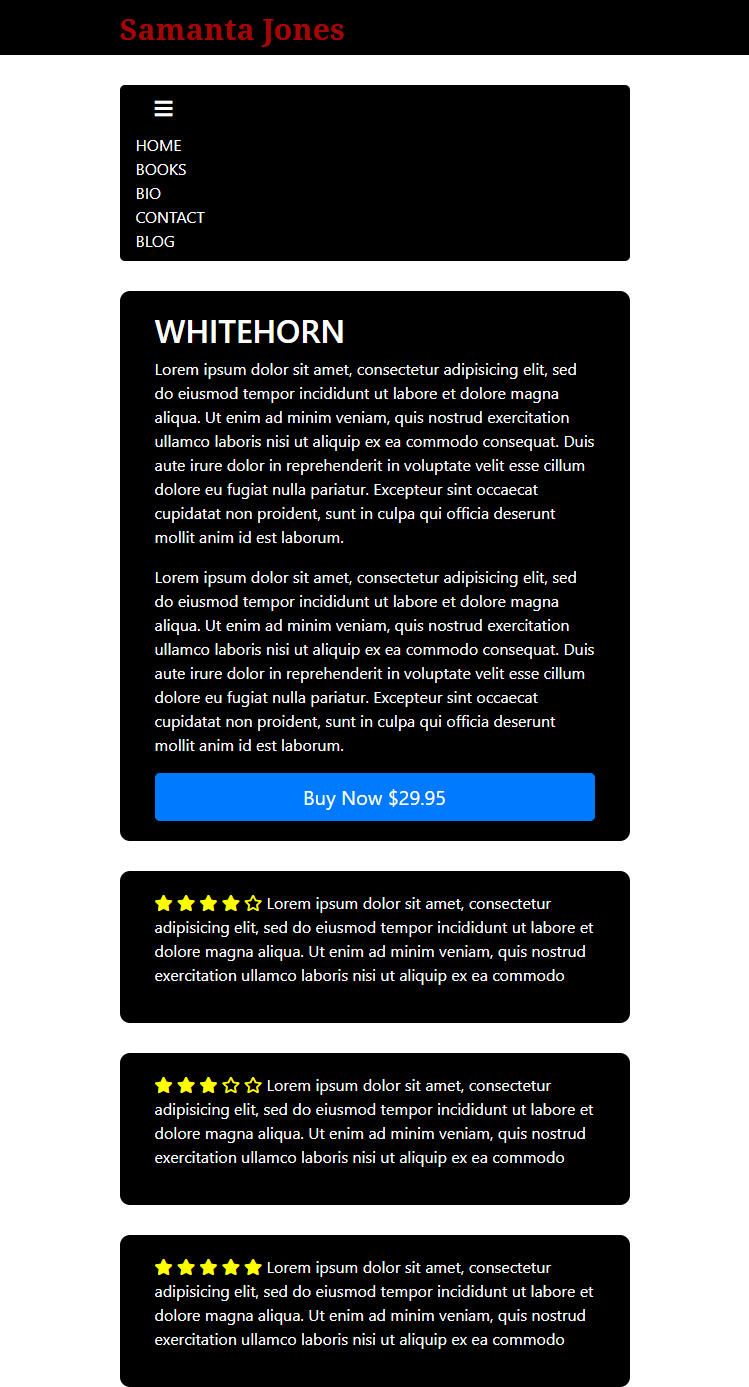 Samanta Jones
HOME
BOOKS
BIO
CONTACT
BLOG
WHITEHORN
Lorem ipsum dolor sit amet, consectetur adipisicing elit, sed
do eiusmod tempor incididunt ut labore et dolore magna
aliqua. Ut enim ad minim veniam, quis nostrud exercitation
ullamco laboris nisi ut aliquip ex ea commodo consequat. Duis
aute irure dolor in reprehenderit in voluptate velit esse cillum
dolore eu fugiat nulla pariatur. Excepteur sint occaecat
cupidatat non proident, sunt in culpa qui officia deserunt
mollit anim id est laborum.
Lorem ipsum dolor sit amet, consectetur adipisicing elit, sed
do eiusmod tempor incididunt ut labore et dolore magna
aliqua. Ut enim ad minim veniam, quis nostrud exercitation
ullamco laboris nisi ut aliquip ex ea commodo consequat. Duis
aute irure dolor in reprehenderit in voluptate velit esse cillum
dolore eu fugiat nulla pariatur. Excepteur sint occaecat
cupidatat non proident, sunt in culpa qui officia deserunt
mollit anim id est laborum.
Buy Now $29.95
Lorem ipsum dolor sit amet, consectetur
adipisicing elit, sed do eiusmod tempor incididunt ut labore et
dolore magna aliqua. Ut enim ad minim veniam, quis nostrud
exercitation ullamco laboris nisi ut aliquip ex ea commodo
Lorem ipsum dolor sit amet, consectetur
adipisicing elit, sed do eiusmod tempor incididunt ut labore et
dolore magna aliqua. Ut enim ad minim veniam, quis nostrud
exercitation ullamco laboris nisi ut aliquip ex ea commodo
Lorem ipsum dolor sit amet, consectetur
adipisicing elit, sed do eiusmod tempor incididunt ut labore et
dolore magna aliqua. Ut enim ad minim veniam, quis nostrud
exercitation ullamco laboris nisi ut aliquip ex ea commodo